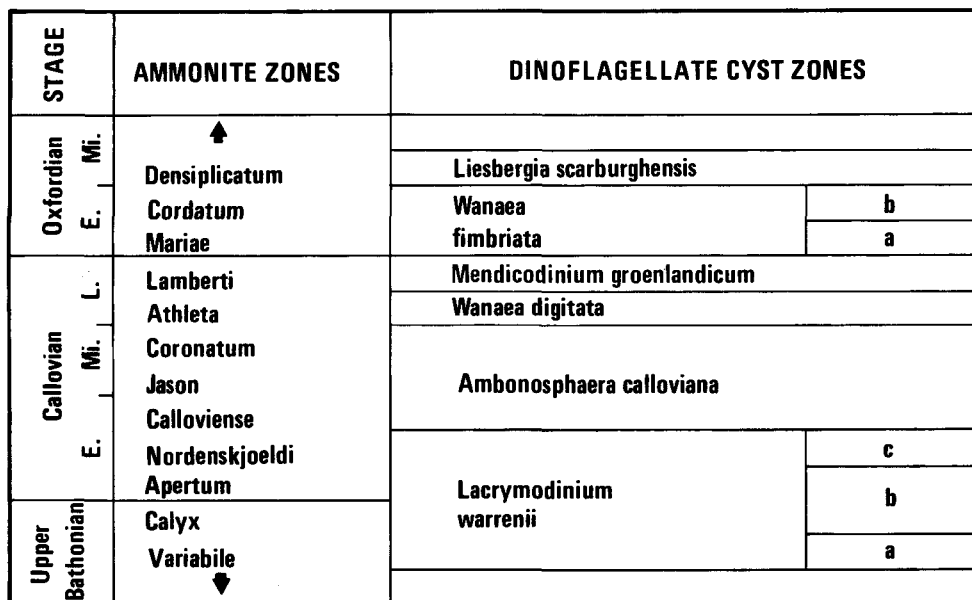 STAGE
AMMONITE ZONES
DINOFLAGELLATE CYST ZONES
Oxfordian
Mi.
E.
Densiplicatum
Cordatum
Mariae
Liesbergia scarburghensis
Wanaea
fimbriata
b
a
Callovian
L.
Mi.
E.
Lamberti
Athleta
Coronatum
Jason
Calloviense
Nordenskjoeldi
Apertum
Mendicodinium groenlandicum
Wanaea digitata
Ambonosphaera calloviana
Lacrymodinium
warrenii
c
b
a
Upper
Bathonian
Calyx
Variabile